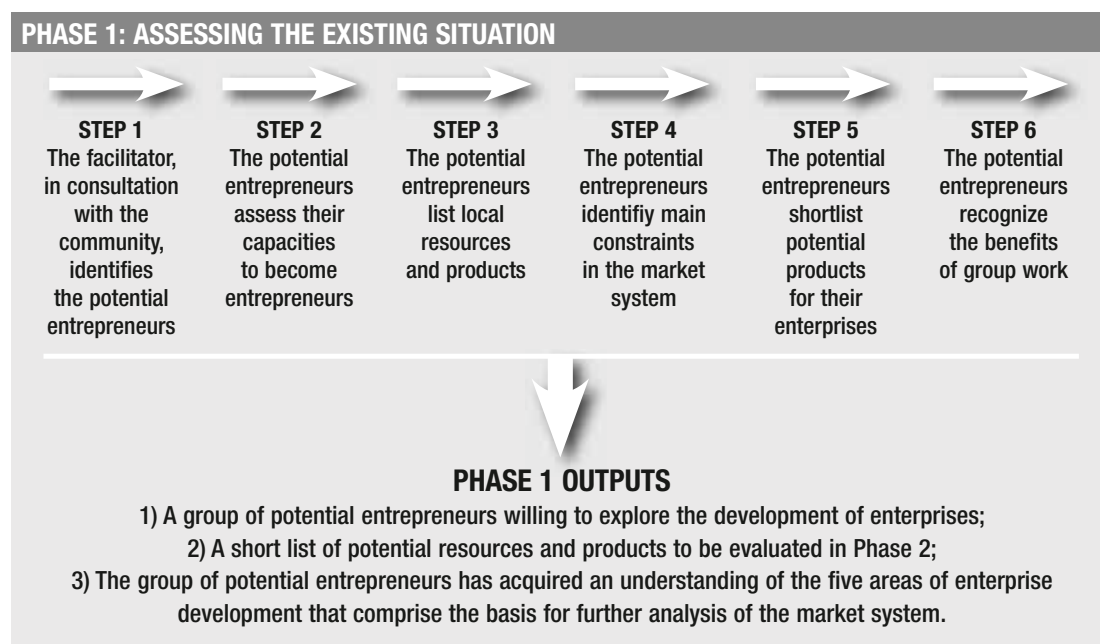 PHASE 1: ASSESSING THE EXISTING SITUATION
STEP 1
The facilitator,
in consultation
with the
community,
identifies
the potential
entrepreneurs
STEP 2
The potential
entrepreneurs
assess their
capacities
to become
entrepreneurs
STEP 3
The potential
entrepreneurs
list local
resources
and products
STEP 4
The potential
entrepreneurs
identifiy main
constraints
in the market
system
STEP 5
The potential
entrepreneurs
shortlist
potential
products
for their
enterprises
STEP 6
The potential
entrepreneurs
recognize
the benefits
of group work
PHASE 1 OUTPUTS
1) A group of potential entrepreneurs willing to explore the development of enterprises;
2) A short list of potential resources and products to be evaluated in Phase 2;
3) The group of potential entrepreneurs has acquired an understanding of the five areas of enterprise
development that comprise the basis for further analysis of the market system.